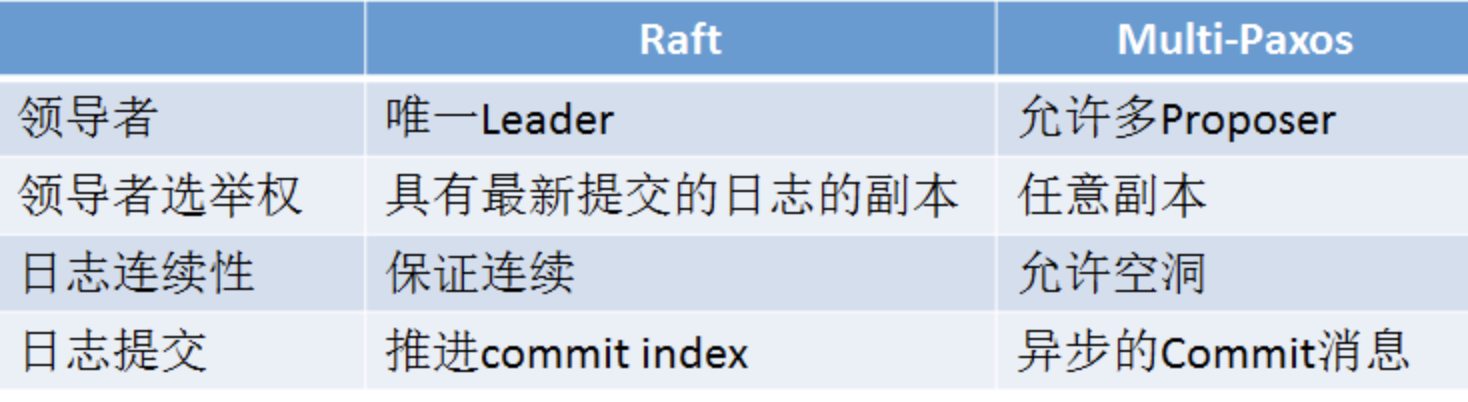 Raft Multi-Paxos
领导者 唯一Leader 允许多Proposer
领导者选举权 具有最新提交的日志的副本 任意副本
日志连续性 保证连续 允许空洞
日志提交 推进commit index 异步的Commit消息